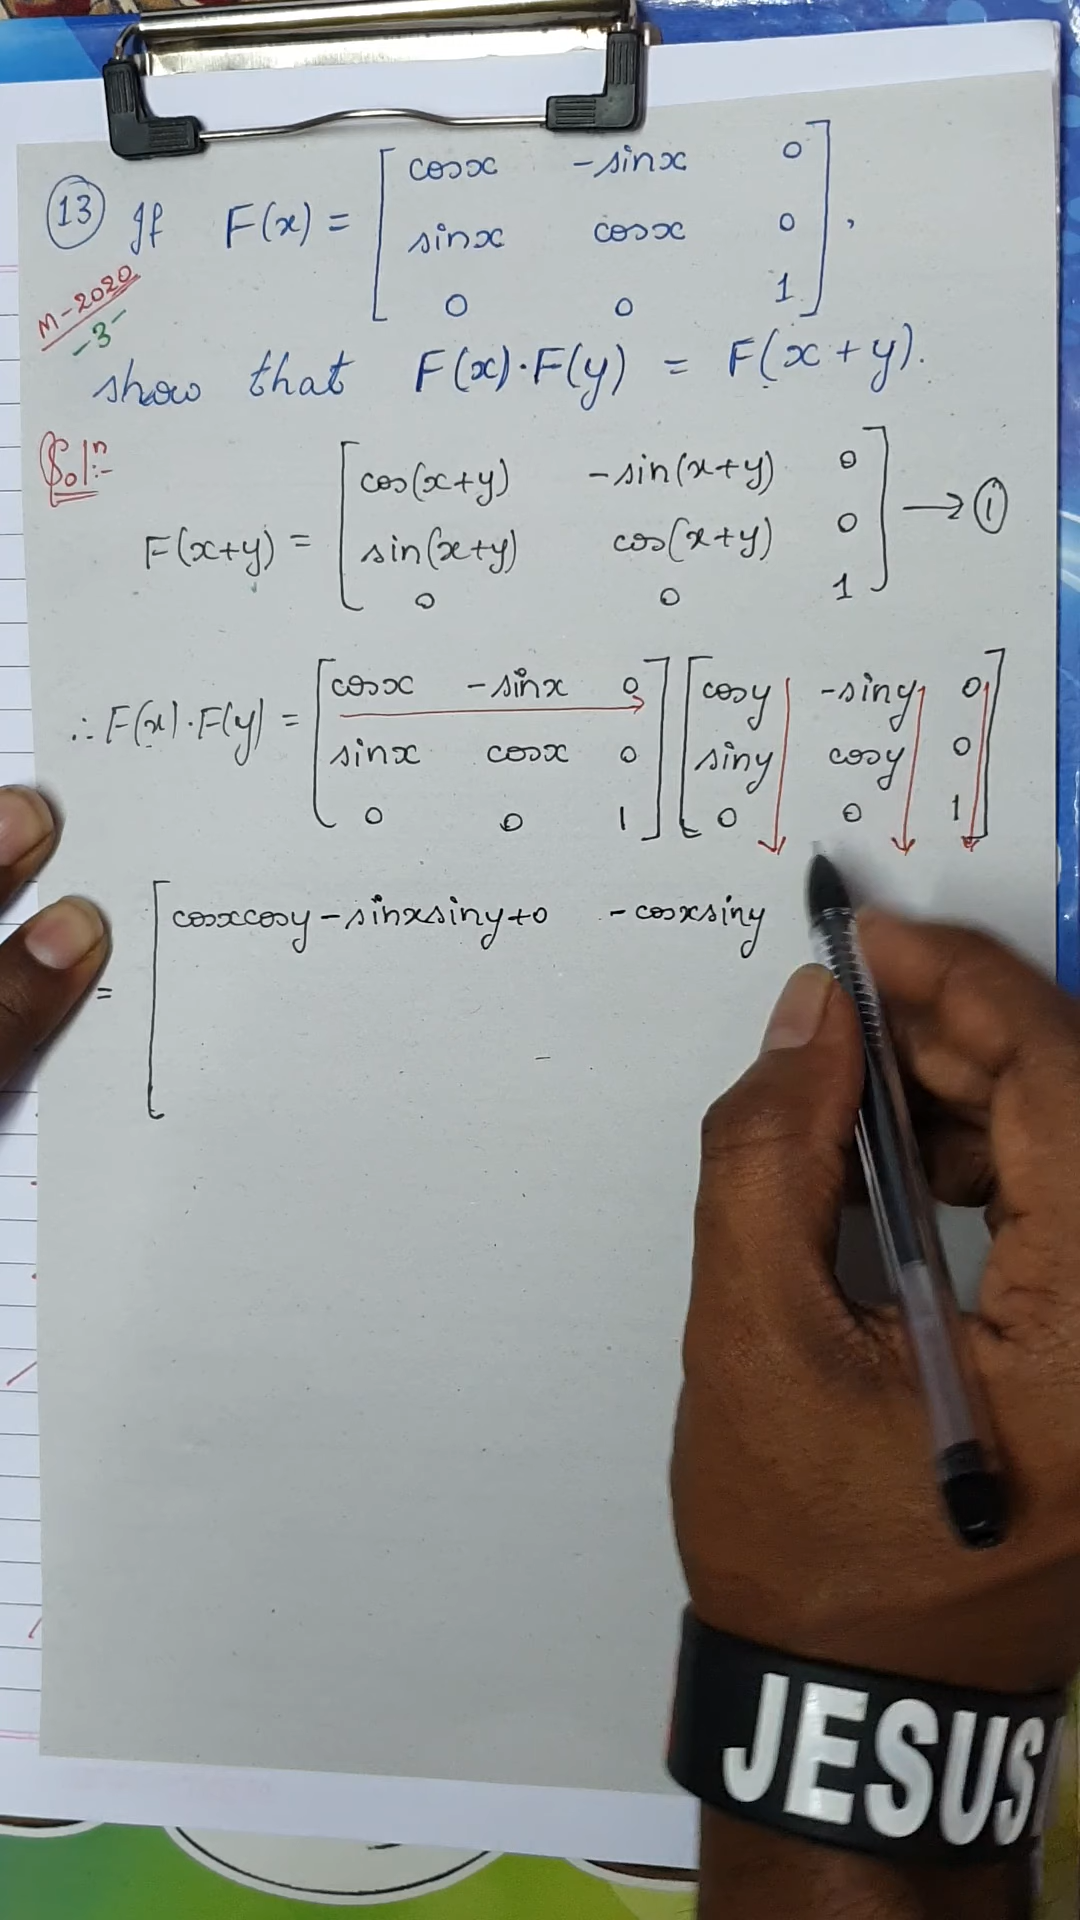 13 If F(x) = [ cosx -sinx 0
sinx cosx 0
0 0 1 ],
M-2020
-3-
show that F(x)·F(y) = F(x+y).
Solⁿ:-
F(x+y) = [ cos(x+y) -sin(x+y) 0
sin(x+y) cos(x+y) 0
0 0 1 ] → 1
∴ F(x)·F(y) = [ cosx -sinx 0 ] [ cosy -siny 0
sinx cosx 0 siny cosy 0
0 0 1 ] 0 0 1 ]
= [ cosxcosy-sinxsiny+0 -cosxsiny
JESUS